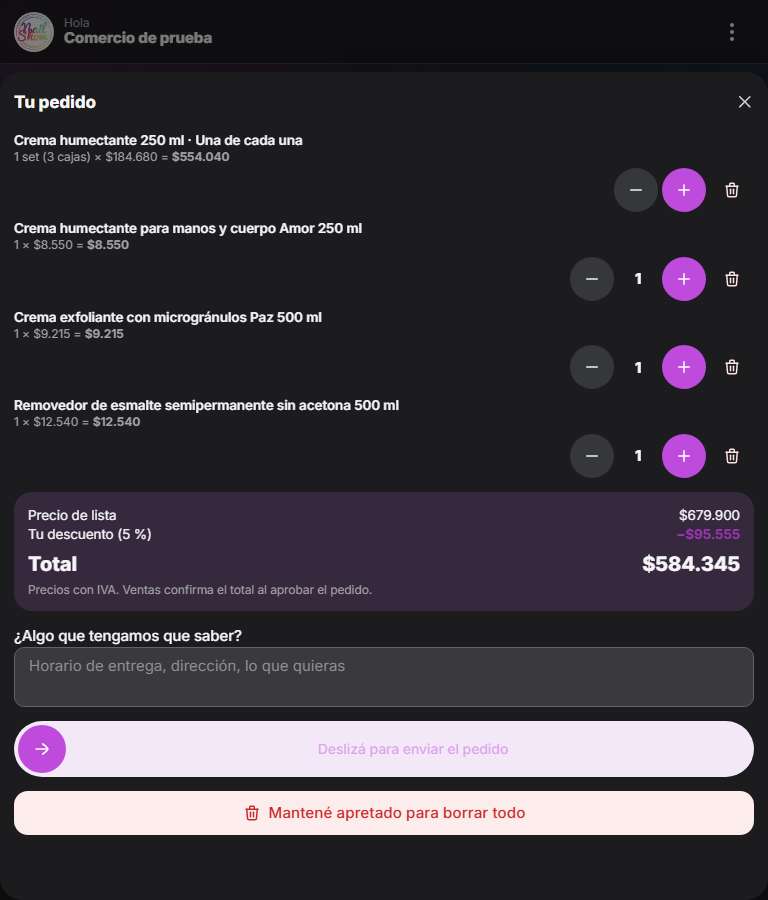 Nail Show
Hola
Comercio de prueba
Tu pedido
Crema humectante 250 ml · Una de cada una
1 set (3 cajas) × $184.680 = $554.040
Crema humectante para manos y cuerpo Amor 250 ml
1 × $8.550 = $8.550
1
Crema exfoliante con microgránulos Paz 500 ml
1 × $9.215 = $9.215
1
Removedor de esmalte semipermanente sin acetona 500 ml
1 × $12.540 = $12.540
1
Precio de lista $679.900
Tu descuento (5 %) −$95.555
Total $584.345
Precios con IVA. Ventas confirma el total al aprobar el pedido.
¿Algo que tengamos que saber?
Horario de entrega, dirección, lo que quieras
Deslizá para enviar el pedido
Mantené apretado para borrar todo